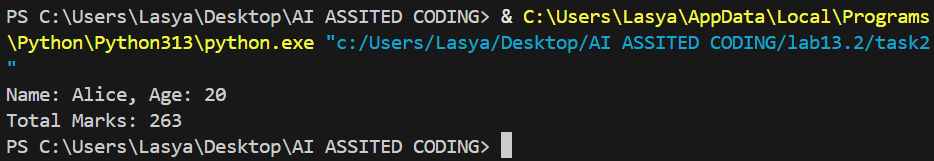 PS C:\Users\Lasya\Desktop\AI ASSITED CODING> & C:\Users\Lasya\AppData\Local\Programs
\Python\Python313\python.exe "c:/Users/Lasya/Desktop/AI ASSITED CODING/lab13.2/task2
"
Name: Alice, Age: 20
Total Marks: 263
PS C:\Users\Lasya\Desktop\AI ASSITED CODING>